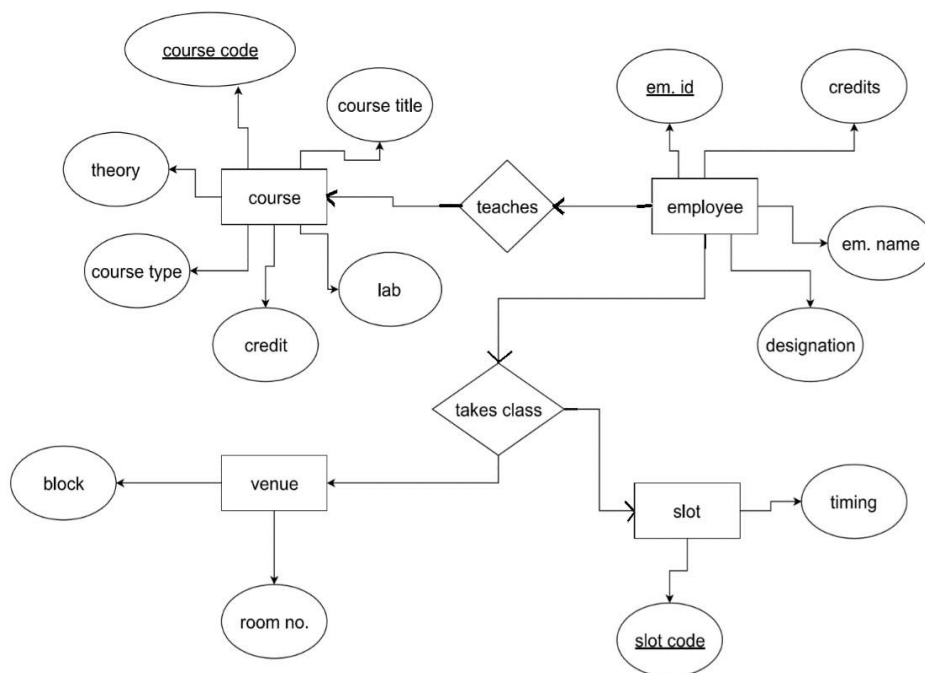 course code
course title
em. id
credits
theory
course
teaches
employee
em. name
course type
lab
credit
designation
takes class
block
venue
slot
timing
room no.
slot code